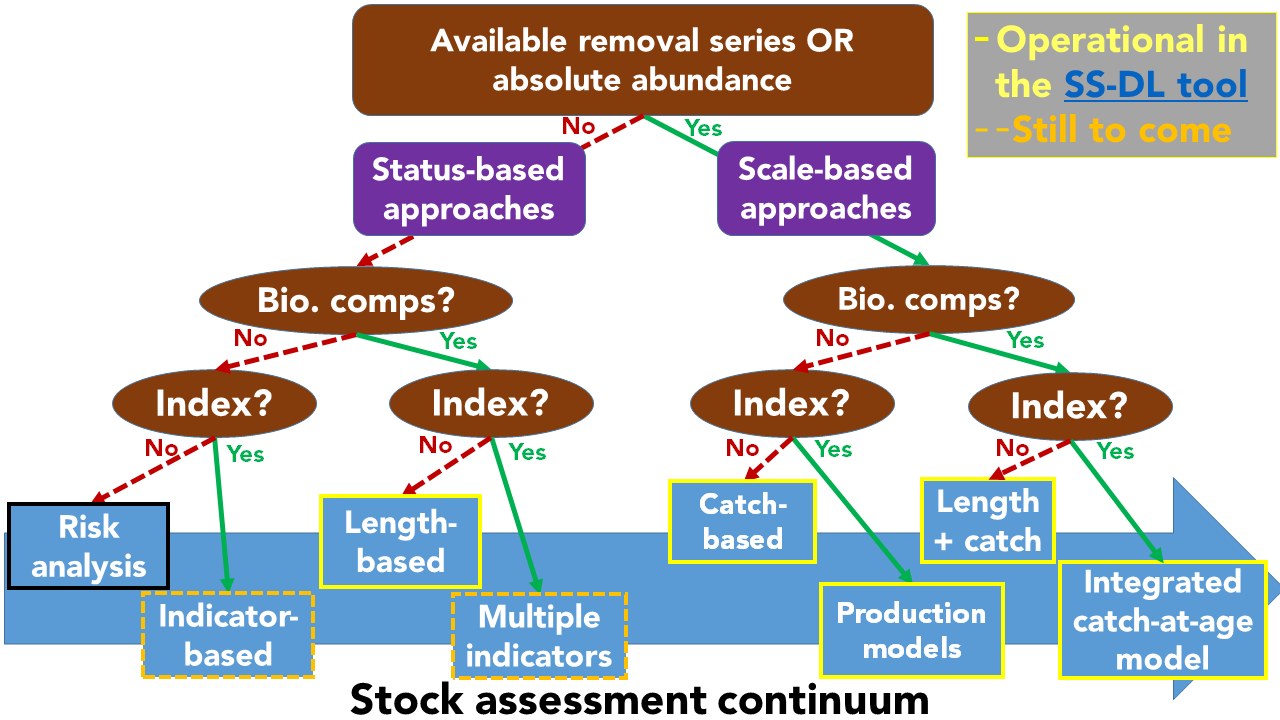 Available removal series OR
absolute abundance
- Operational in
the SS-DL tool
- - Still to come
No
Yes
Status-based
approaches
Scale-based
approaches
Bio. comps?
Bio. comps?
No
Yes
No
Yes
Index?
Index?
Index?
Index?
No
Yes
No
Yes
No
Yes
No
Yes
Risk
analysis
Length-
based
Catch-
based
Length
+ catch
Indicator-
based
Multiple
indicators
Production
models
Integrated
catch-at-age
model
Stock assessment continuum